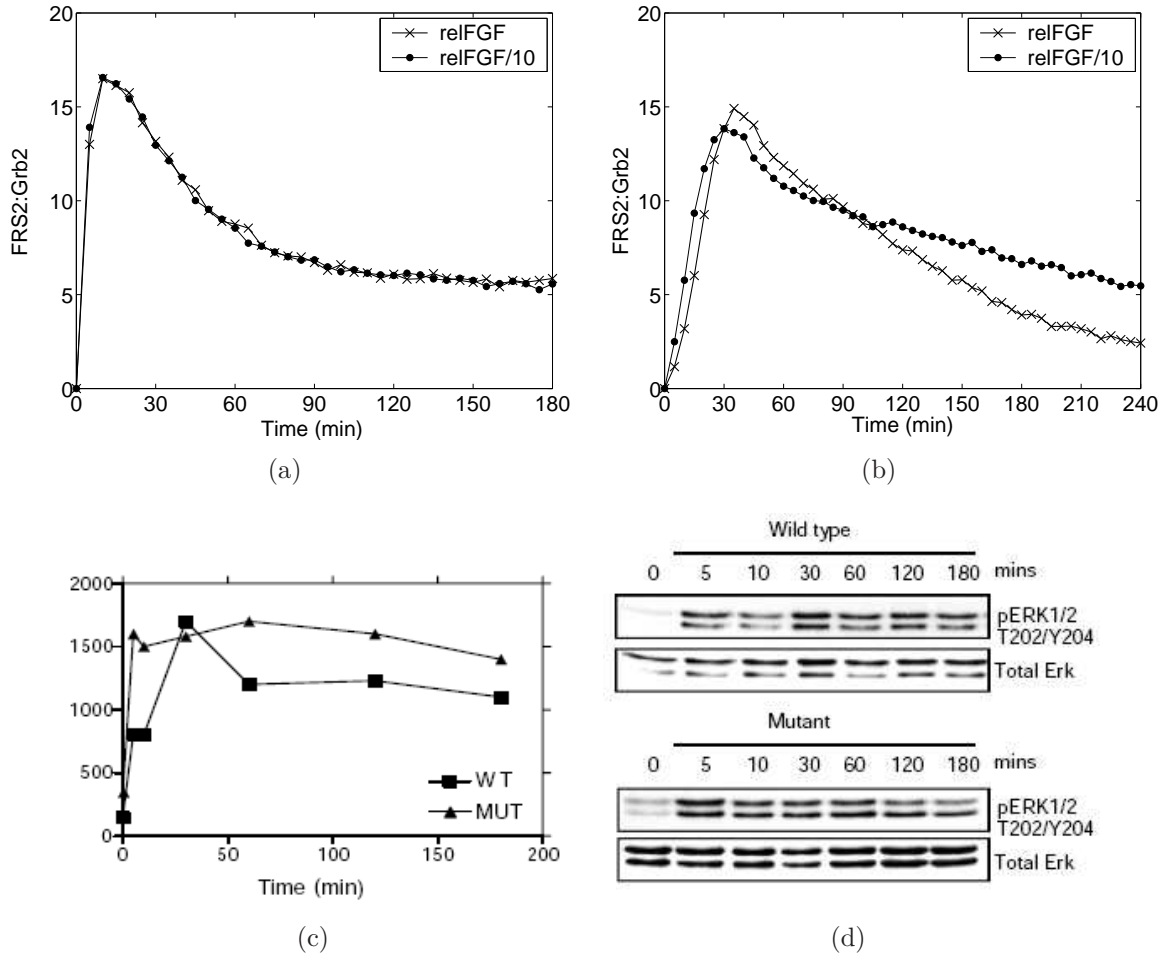 20
15
10
5
0
FRS2:Grb2
relFGF
relFGF/10
0 30 60 90 120 150 180
Time (min)
(a)
20
15
10
5
0
FRS2:Grb2
relFGF
relFGF/10
0 30 60 90 120 150 180 210 240
Time (min)
(b)
2000
1500
1000
500
0
WT
MUT
0 50 100 150 200
Time (min)
(c)
Wild type
0 5 10 30 60 120 180 mins
pERK1/2
T202/Y204
Total Erk
Mutant
0 5 10 30 60 120 180 mins
pERK1/2
T202/Y204
Total Erk
(d)